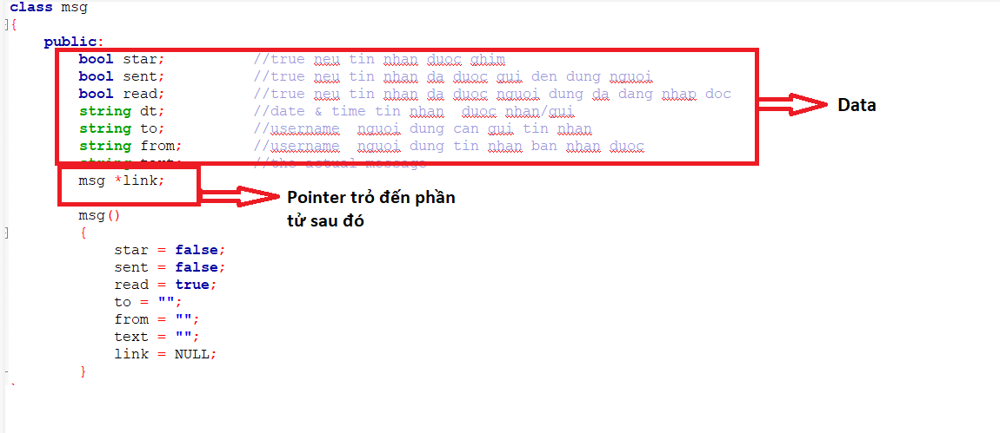 class msg
{
public:
bool star; //true neu tin nhan duoc ghim
bool sent; //true neu tin nhan da duoc gui den dung nguoi
bool read; //true neu tin nhan da duoc nguoi dung da dang nhap doc
string dt; //date & time tin nhan duoc nhan/gui
string to; //username nguoi dung can gui tin nhan
string from; //username nguoi dung tin nhan ban nhan duoc
string text; //the actual message
msg *link;
msg()
{
star = false;
sent = false;
read = true;
to = "";
from = "";
text = "";
link = NULL;
}
Data
Pointer trỏ đến phần
tử sau đó